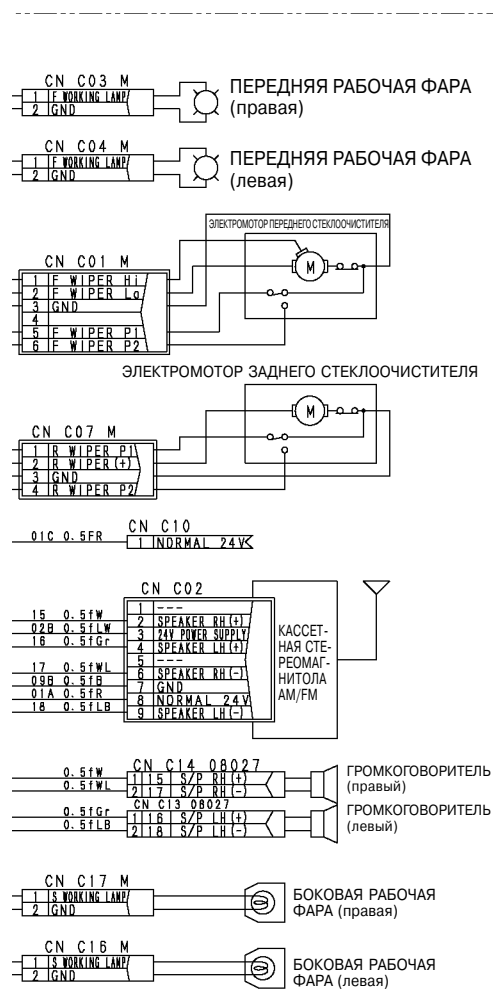 CN C03 M
1 F WORKING LAMP
2 GND
ПЕРЕДНЯЯ РАБОЧАЯ ФАРА
(правая)
CN C04 M
1 F WORKING LAMP
2 GND
ПЕРЕДНЯЯ РАБОЧАЯ ФАРА
(левая)
ЭЛЕКТРОМОТОР ПЕРЕДНЕГО СТЕКЛООЧИСТИТЕЛЯ
CN C01 M
M
1 F WIPER Hi
2 F WIPER Lo
3 GND
4
5 F WIPER P1
6 F WIPER P2
ЭЛЕКТРОМОТОР ЗАДНЕГО СТЕКЛООЧИСТИТЕЛЯ
M
CN C07 M
1 R WIPER P1
2 R WIPER(+)
3 GND
4 R WIPER P2
CN C10
01C 0.5FR 1 NORMAL 24V
CN C02
1 ---
15 0.5fW 2 SPEAKER RH(+)
02B 0.5fLW 3 24V POWER SUPPLY
16 0.5fGr 4 SPEAKER LH(+)
5 ---
17 0.5fWL 6 SPEAKER RH(-)
09B 0.5fB 7 GND
01A 0.5fR 8 NORMAL 24V
18 0.5fLB 9 SPEAKER LH(-)
КАССЕТ-
НАЯ СТЕ-
РЕОМАГ-
НИТОЛА
AM/FM
CN C14 08027
0.5fW 1 15 S/P RH(+)
0.5fWL 2 17 S/P RH(-)
ГРОМКОГОВОРИТЕЛЬ
(правый)
CN C13 08027
0.5fGr 1 16 S/P LH(+)
0.5fLB 2 18 S/P LH(-)
ГРОМКОГОВОРИТЕЛЬ
(левый)
CN C17 M
1 S WORKING LAMP
2 GND
БОКОВАЯ РАБОЧАЯ
ФАРА (правая)
CN C16 M
1 S WORKING LAMP
2 GND
БОКОВАЯ РАБОЧАЯ
ФАРА (левая)